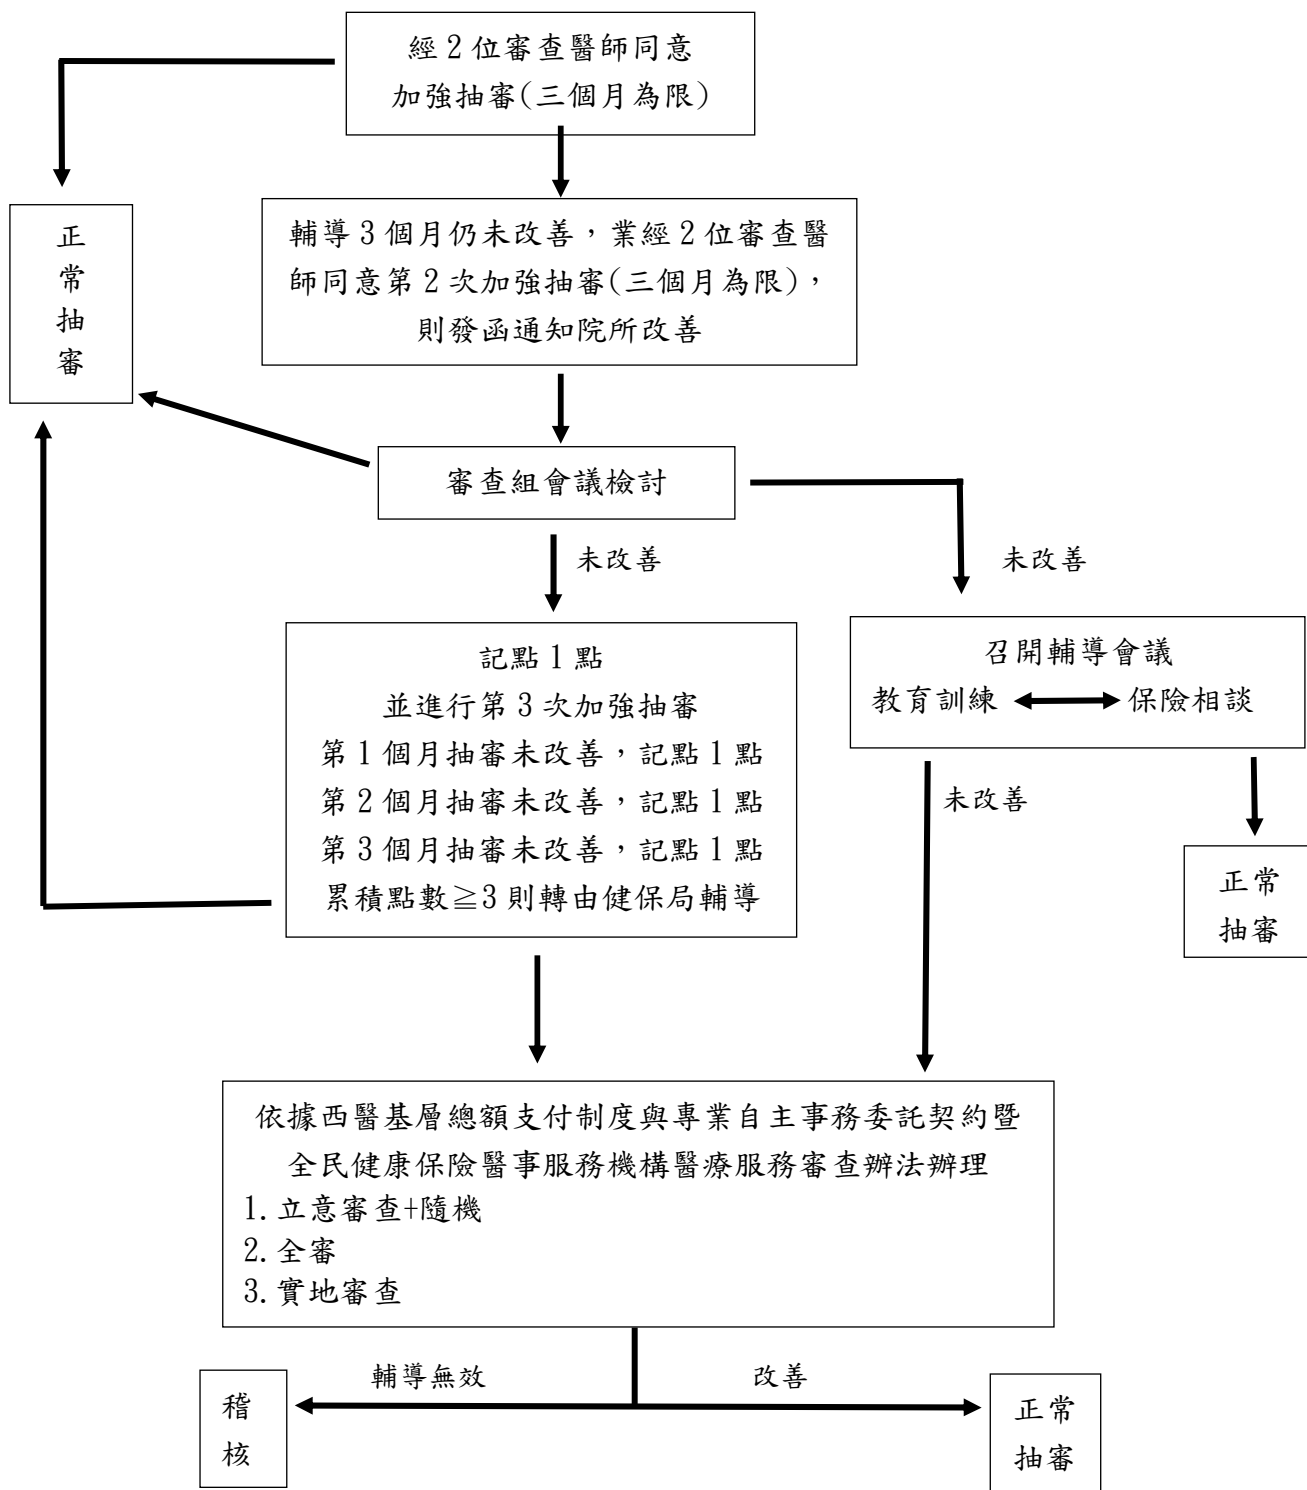 經2位審查醫師同意
加強抽審(三個月為限)
正
常
抽
審
輔導3個月仍未改善，業經2位審查醫
師同意第2次加強抽審(三個月為限)，
則發函通知院所改善
審查組會議檢討
未改善
未改善
記點1點
並進行第3次加強抽審
第1個月抽審未改善，記點1點
第2個月抽審未改善，記點1點
第3個月抽審未改善，記點1點
累積點數≧3則轉由健保局輔導
召開輔導會議
教育訓練 保險相談
未改善
正常
抽審
依據西醫基層總額支付制度與專業自主事務委託契約暨
全民健康保險醫事服務機構醫療服務審查辦法辦理
1.立意審查+隨機
2.全審
3.實地審查
輔導無效
改善
稽
核
正常
抽審